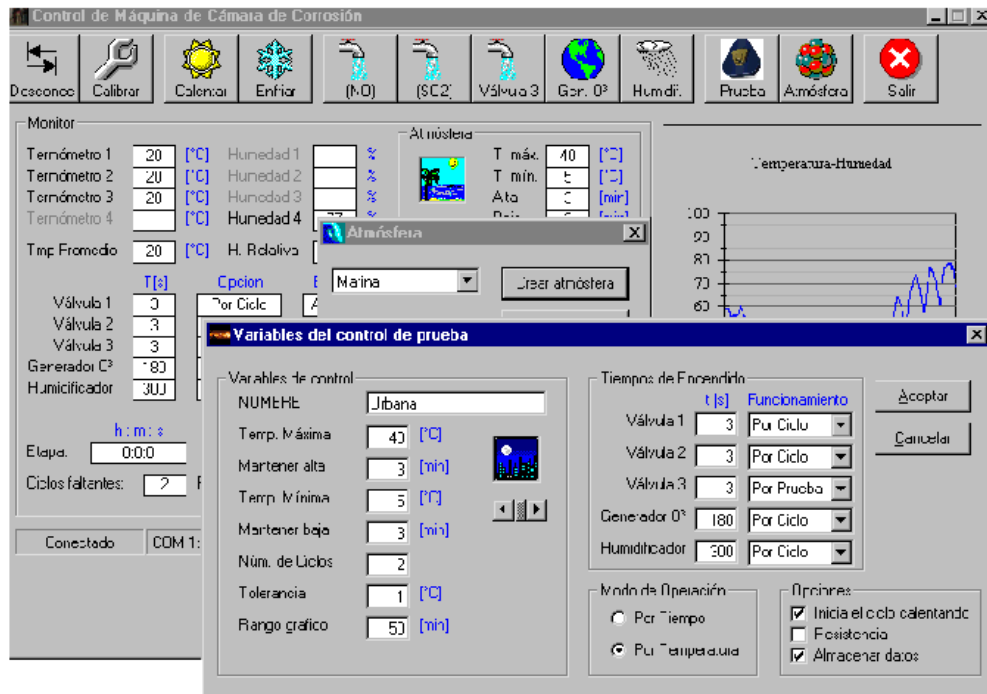 Control de Máquina de Cámara de Corrosión
Desconec Calibrar Calentar Enfriar (NO) (SO2) Válvula 3 Gen. O³ Humdif. Prueba Atmósfera Salir
Monitor
Termómetro 1 20 [°C] Humedad 1 %
Termómetro 2 20 [°C] Humedad 2 %
Termómetro 3 20 [°C] Humedad 3 %
Termómetro 4 [°C] Humedad 4 %
Tmp Promedio 20 [°C] H. Relativa
Atmósfera
T máx. 40 [°C]
T mín. 5 [°C]
Alta [min]
[min]
Temperatura-Humedad
100
90
80
70
60
T[s] Opcion
Válvula 1 3 Por Ciclo
Válvula 2 3
Válvula 3 3
Generador O³ 180
Humidificador 300
h : m : s
Etapa: 0:0:0
Ciclos faltantes: 2
Conectado COM 1:
Atmósfera
Marina
Crear atmósfera
Variables del control de prueba
Variables de control
NOMBRE Urbana
Temp. Máxima 40 [°C]
Mantener alta 3 [min]
Temp. Mínima 5 [°C]
Mantener baja 3 [min]
Núm. de Ciclos 2
Tolerancia 1 [°C]
Rango grafico 50 [min]
Tiempos de Encendido
t [s] Funcionamiento
Válvula 1 3 Por Ciclo
Válvula 2 3 Por Ciclo
Válvula 3 3 Por Prueba
Generador O³ 180 Por Ciclo
Humidificador 300 Por Ciclo
Modo de Operación
Por Tiempo
Por Temperatura
Opciones
Inicia el ciclo calentando
Resistencia
Almacenar datos
Aceptar
Cancelar